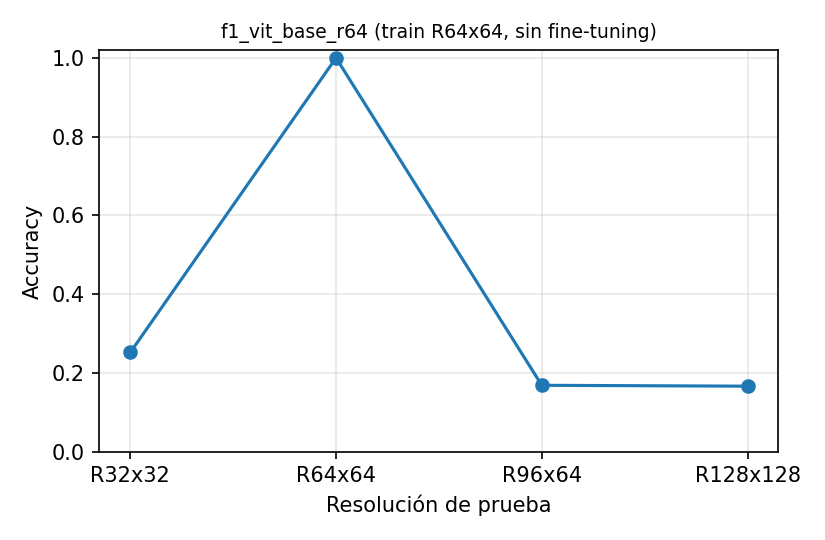 f1_vit_base_r64 (train R64x64, sin fine-tuning)
1.0
0.8
0.6
0.4
0.2
0.0
Accuracy
R32x32 R64x64 R96x64 R128x128
Resolución de prueba